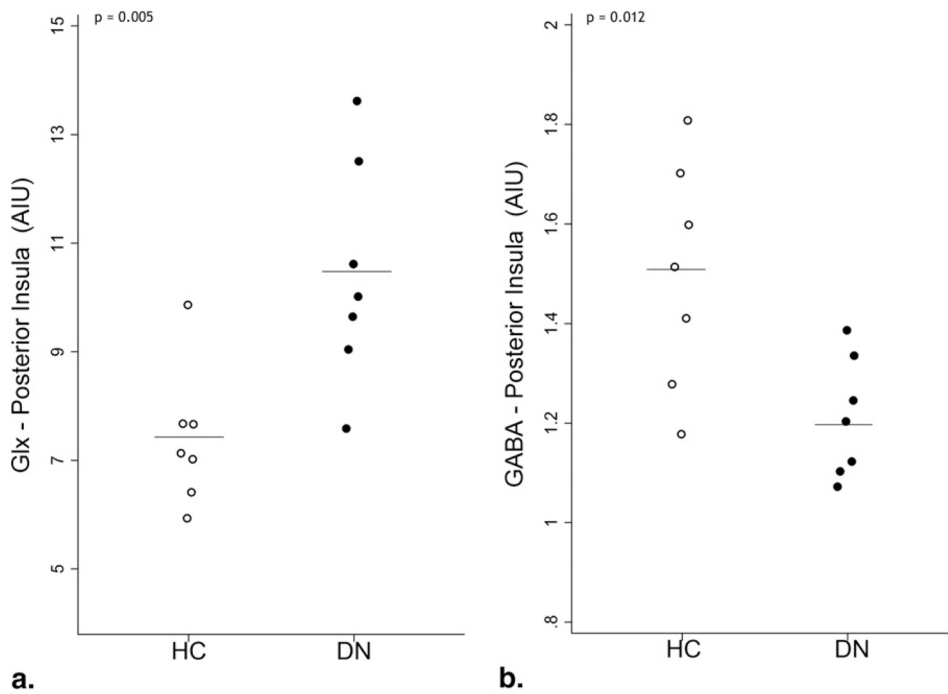 p = 0.005
15
13
11
9
7
5
Glx - Posterior Insula (AIU)
HC
DN
a.
p = 0.012
2
1.8
1.6
1.4
1.2
1
.8
GABA - Posterior Insula (AIU)
HC
DN
b.